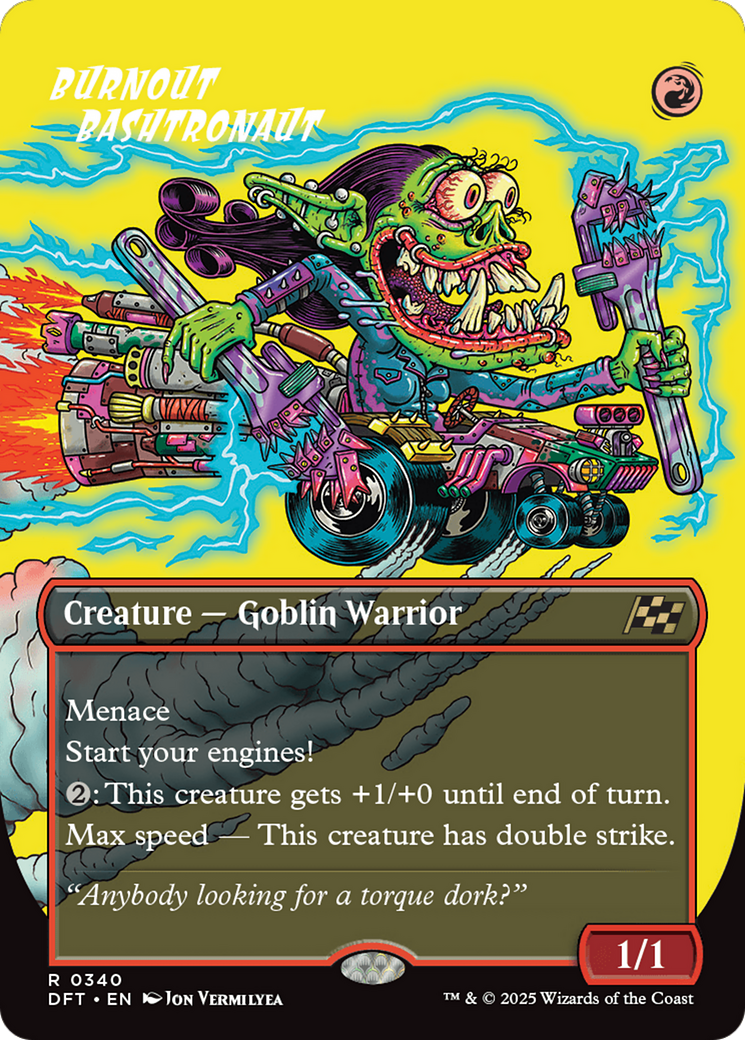 BURNOUT
BASHTRONAUT
Creature — Goblin Warrior
Menace
Start your engines!
2: This creature gets +1/+0 until end of turn.
Max speed — This creature has double strike.
“Anybody looking for a torque dork?”
1/1
R 0340
DFT • EN Jon Vermilyea
™ & © 2025 Wizards of the Coast